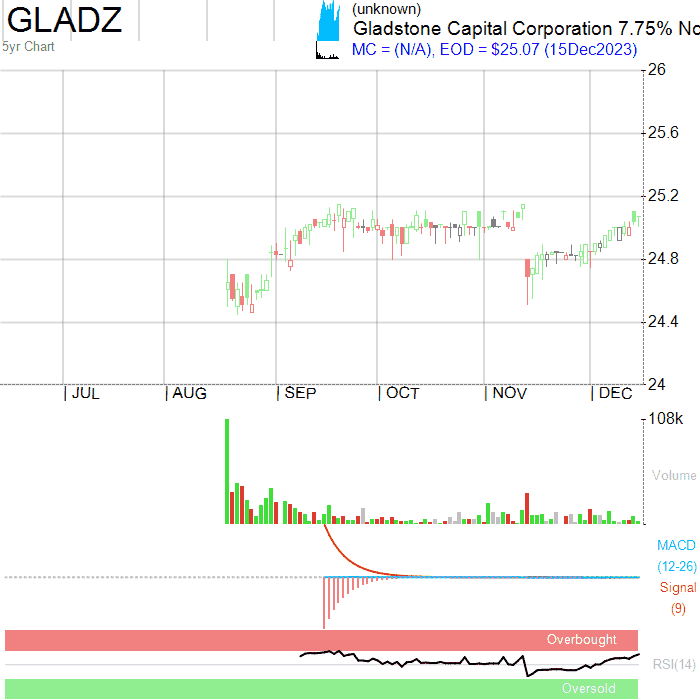 GLADZ
5yr Chart
(unknown)
Gladstone Capital Corporation 7.75% No
MC = (N/A), EOD = $25.07 (15Dec2023)
26
25.6
25.2
24.8
24.4
24
JUL AUG SEP OCT NOV DEC
108k
Volume
MACD
(12-26)
Signal
(9)
Overbought
RSI(14)
Oversold